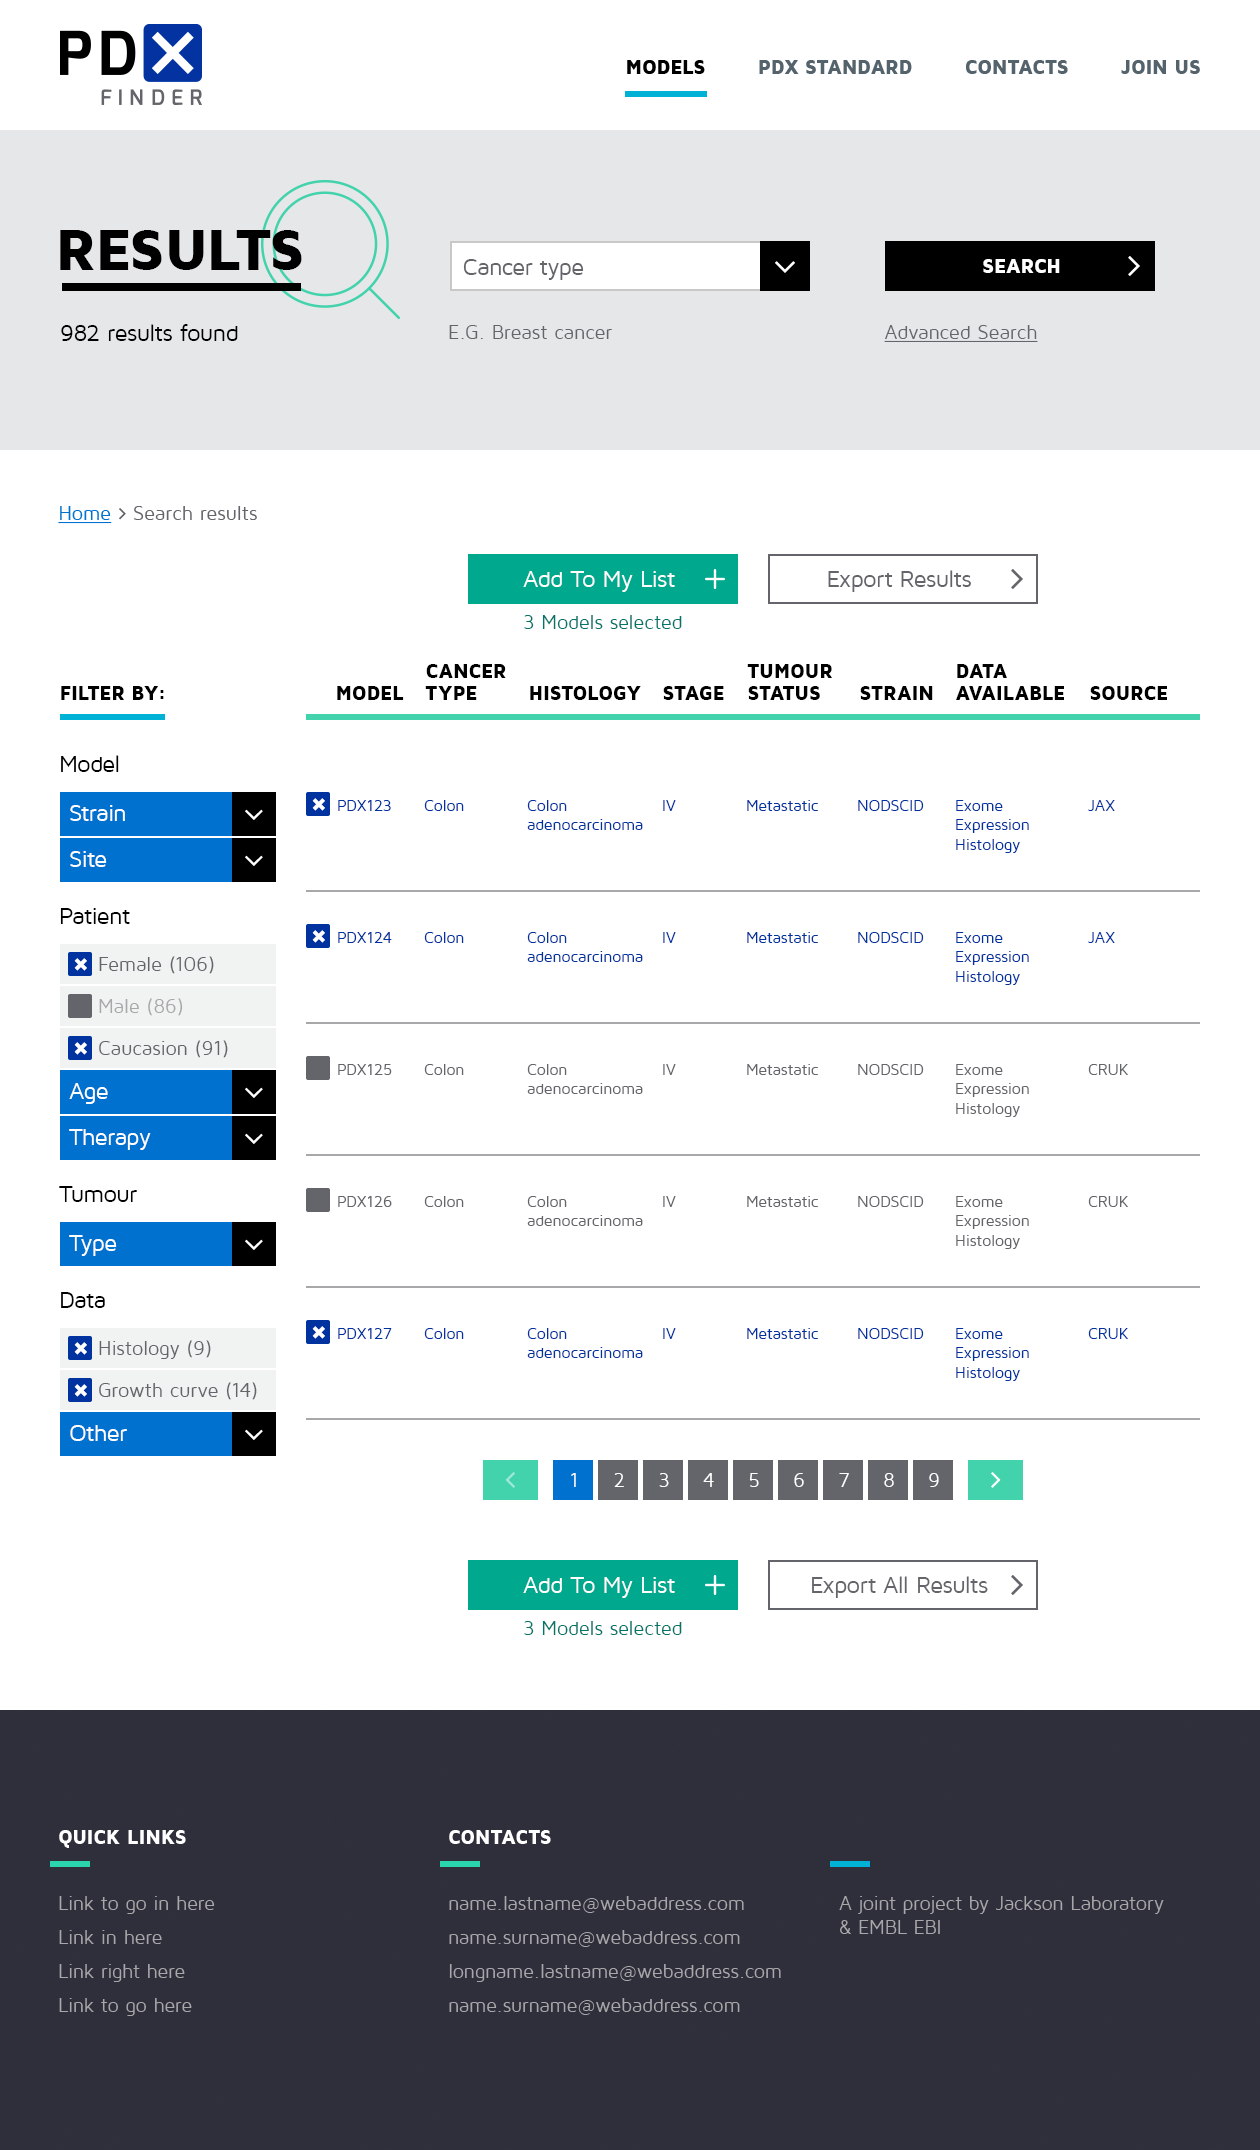 PDX
FINDER
MODELS
PDX STANDARD
CONTACTS
JOIN US
RESULTS
982 results found
Cancer type
E.G. Breast cancer
SEARCH
Advanced Search
Home > Search results
Add To My List
3 Models selected
Export Results
FILTER BY:
Model
Strain
Site
Patient
Female (106)
Male (86)
Caucasion (91)
Age
Therapy
Tumour
Type
Data
Histology (9)
Growth curve (14)
Other
MODEL
CANCER
TYPE
HISTOLOGY
STAGE
TUMOUR
STATUS
STRAIN
DATA
AVAILABLE
SOURCE
PDX123 Colon Colon IV Metastatic NODSCID Exome JAX
adenocarcinoma Expression
Histology
PDX124 Colon Colon IV Metastatic NODSCID Exome JAX
adenocarcinoma Expression
Histology
PDX125 Colon Colon IV Metastatic NODSCID Exome CRUK
adenocarcinoma Expression
Histology
PDX126 Colon Colon IV Metastatic NODSCID Exome CRUK
adenocarcinoma Expression
Histology
PDX127 Colon Colon IV Metastatic NODSCID Exome CRUK
adenocarcinoma Expression
Histology
1 2 3 4 5 6 7 8 9
Add To My List
3 Models selected
Export All Results
QUICK LINKS
Link to go in here
Link in here
Link right here
Link to go here
CONTACTS
name.lastname@webaddress.com
name.surname@webaddress.com
longname.lastname@webaddress.com
name.surname@webaddress.com
A joint project by Jackson Laboratory
& EMBL EBI